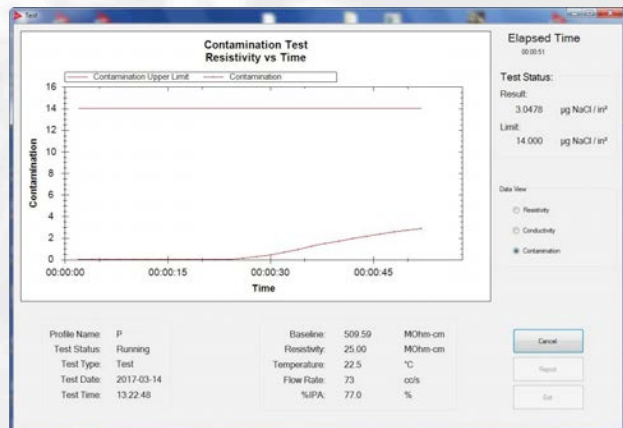 Test
Contamination Test
Resistivity vs Time
Contamination Upper Limit Contamination
16
14
12
10
8
6
4
2
0
Contamination
00:00:00 00:00:15 00:00:30 00:00:45
Time
Elapsed Time
00:00:51
Test Status:
Result:
3.0478 µg NaCl / in²
Limit:
14.000 µg NaCl / in²
Data View
Resistivity
Conductivity
Contamination
Profile Name: P
Test Status: Running
Test Type: Test
Test Date: 2017-03-14
Test Time: 13:22:48
Baseline: 509.59 MOhm-cm
Resistivity: 25.00 MOhm-cm
Temperature: 22.5 °C
Flow Rate: 73 cc/s
%IPA: 77.0 %
Cancel
Report
Exit